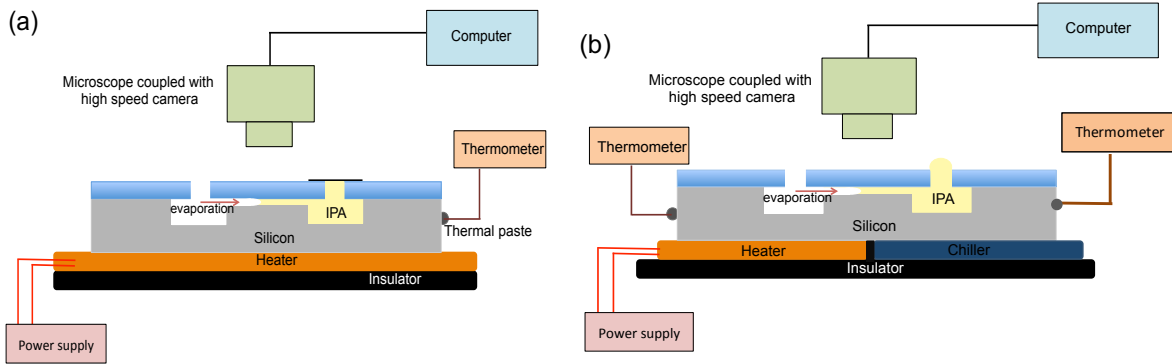 (a)
Computer
Microscope coupled with
high speed camera
Thermometer
evaporation
IPA
Thermal paste
Silicon
Heater
Insulator
Power supply
(b)
Computer
Microscope coupled with
high speed camera
Thermometer
Thermometer
evaporation
IPA
Silicon
Heater
Chiller
Insulator
Power supply